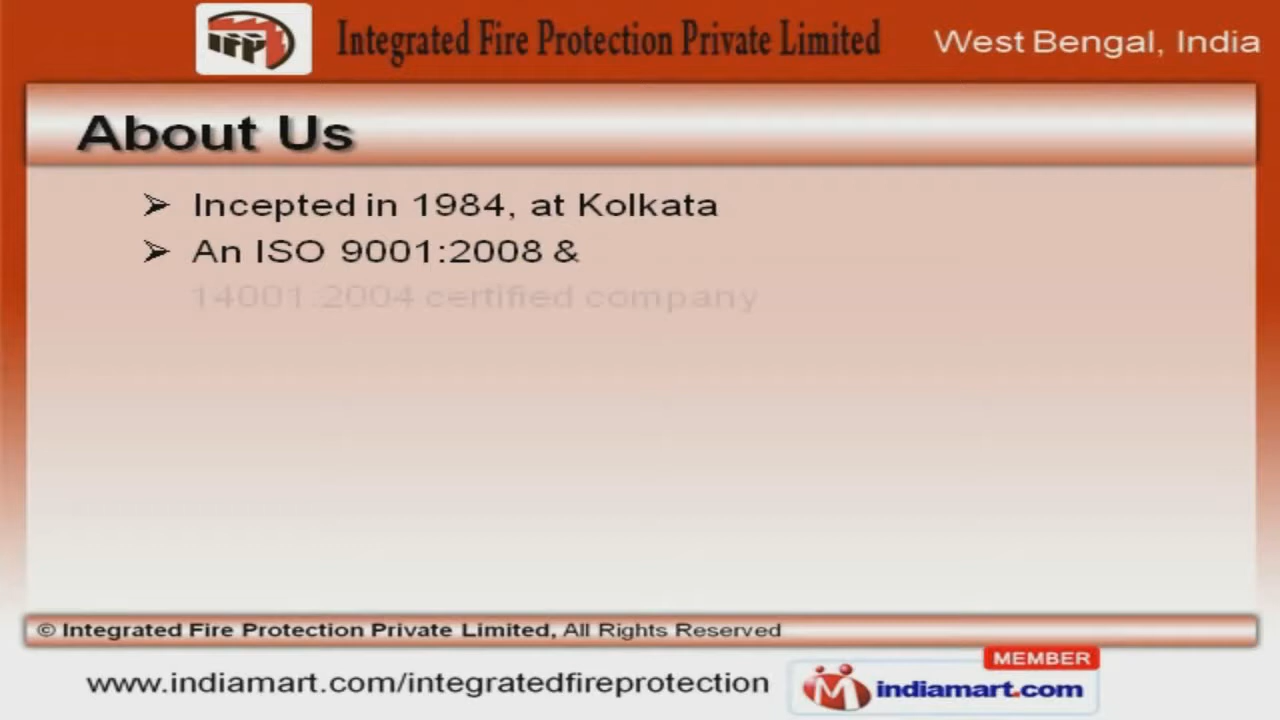 IFP
Integrated Fire Protection Private Limited
West Bengal, India
About Us
➢ Incepted in 1984, at Kolkata
➢ An ISO 9001:2008 &
14001:2004 certified company
© Integrated Fire Protection Private Limited, All Rights Reserved
MEMBER
www.indiamart.com/integratedfireprotection
indiamart.com